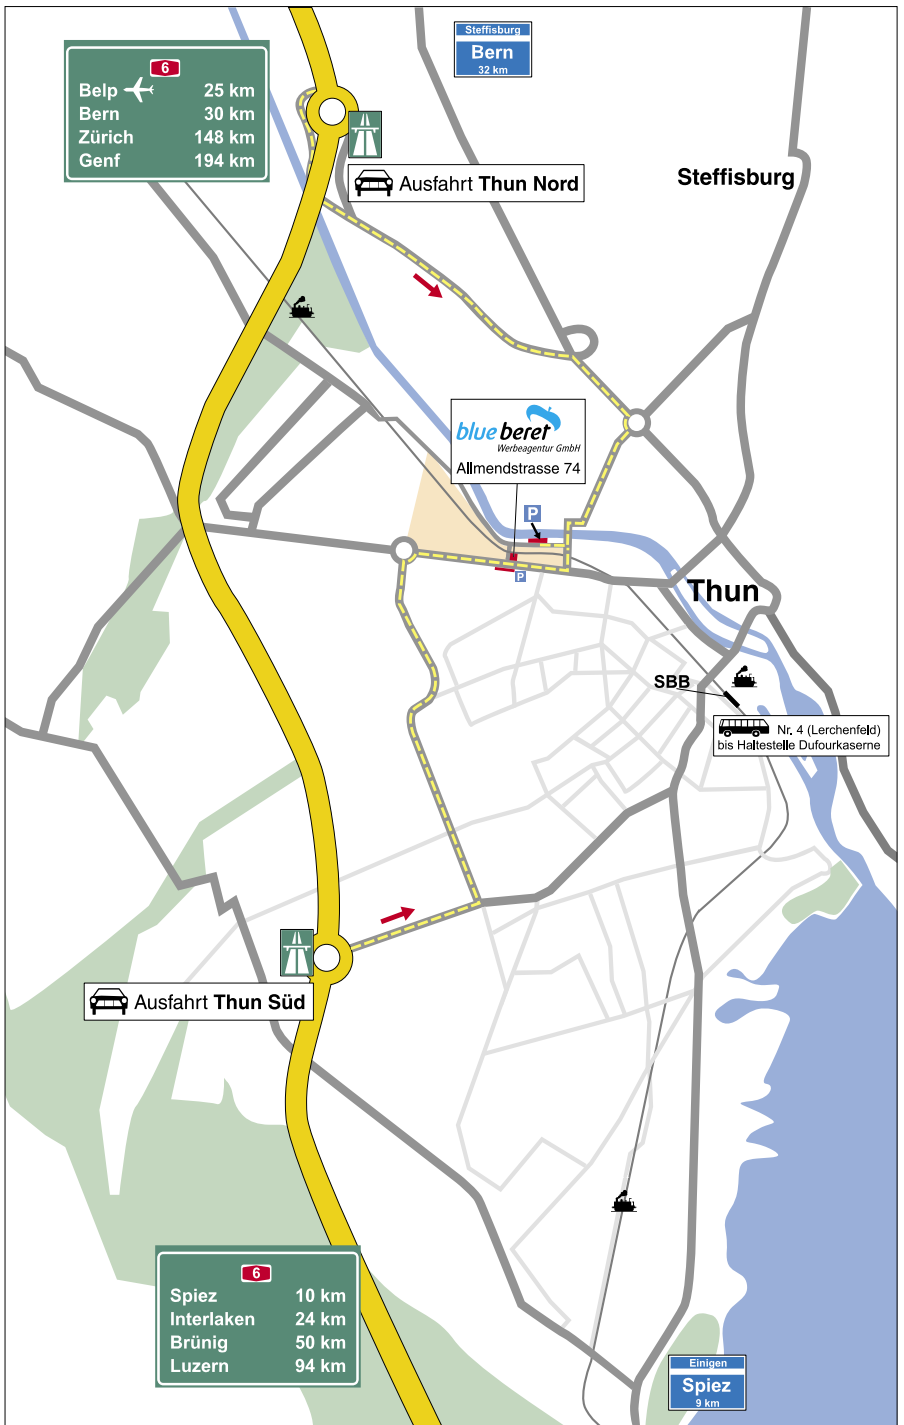 Steffisburg
Bern
32 km
6
Belp 25 km
Bern 30 km
Zürich 148 km
Genf 194 km
Ausfahrt Thun Nord
Steffisburg
blue beret
Werbeagentur GmbH
Allmendstrasse 74
P
P
Thun
SBB
Nr. 4 (Lerchenfeld)
bis Haltestelle Dufourkaserne
Ausfahrt Thun Süd
6
Spiez 10 km
Interlaken 24 km
Brünig 50 km
Luzern 94 km
Einigen
Spiez
9 km